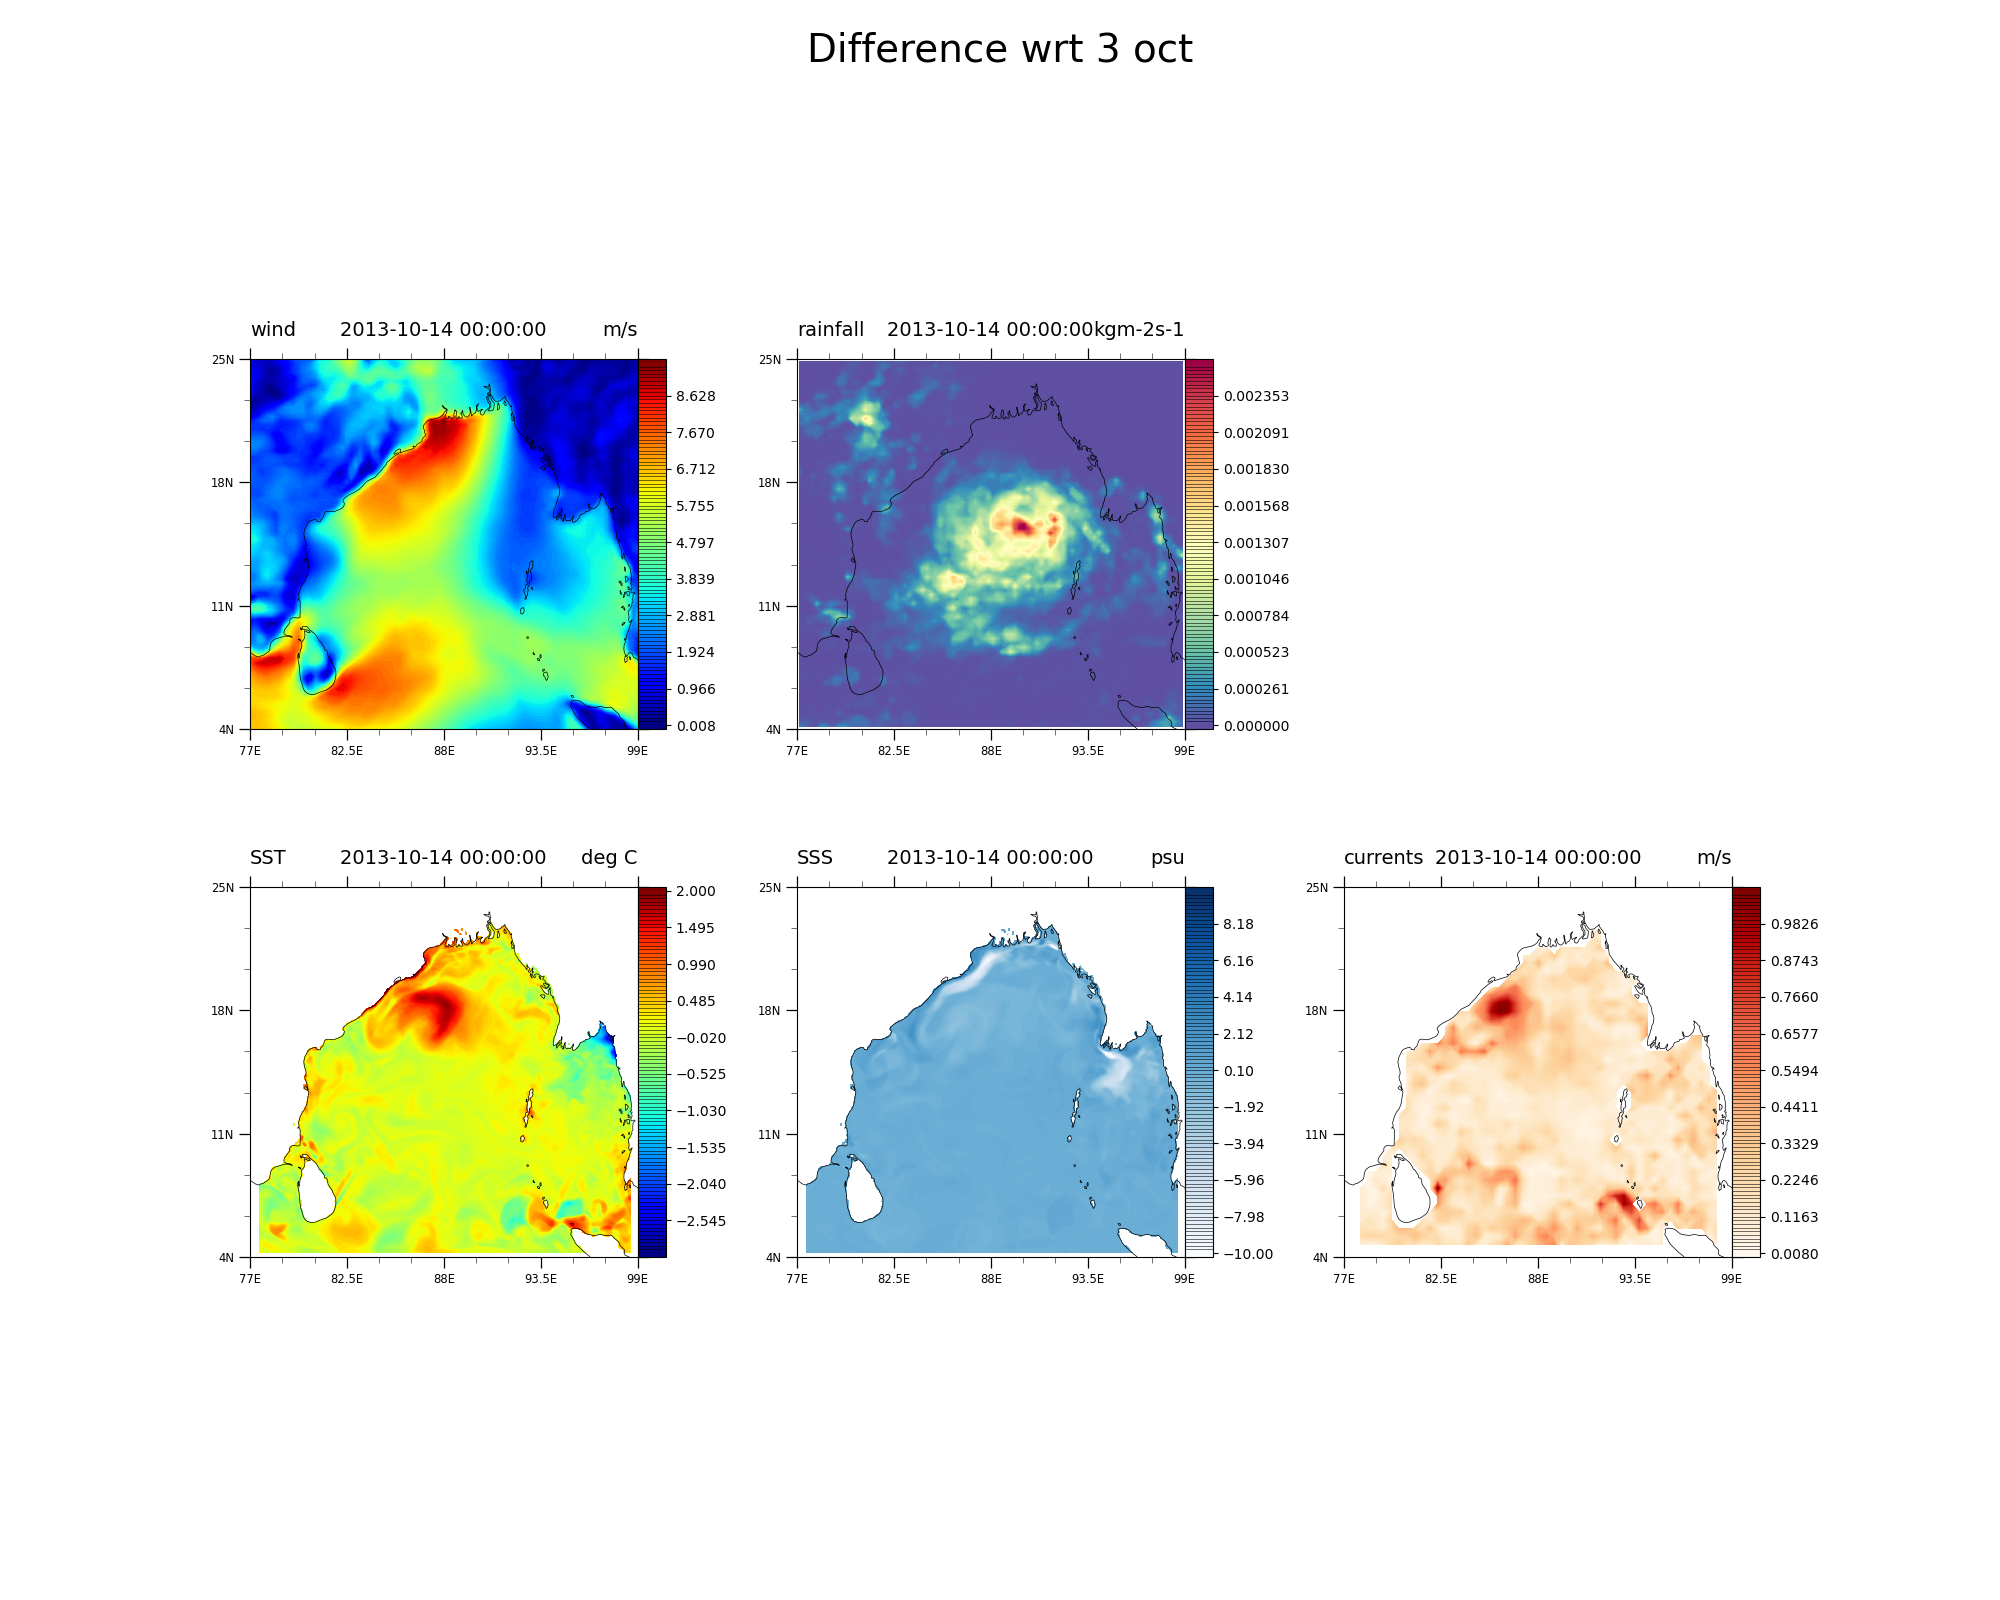 Difference wrt 3 oct
wind 2013-10-14 00:00:00 m/s
25N
18N
11N
4N
77E 82.5E 88E 93.5E 99E
8.628
7.670
6.712
5.755
4.797
3.839
2.881
1.924
0.966
0.008
rainfall 2013-10-14 00:00:00kgm-2s-1
25N
18N
11N
4N
77E 82.5E 88E 93.5E 99E
0.002353
0.002091
0.001830
0.001568
0.001307
0.001046
0.000784
0.000523
0.000261
0.000000
SST 2013-10-14 00:00:00 deg C
25N
18N
11N
4N
77E 82.5E 88E 93.5E 99E
2.000
1.495
0.990
0.485
−0.020
−0.525
−1.030
−1.535
−2.040
−2.545
SSS 2013-10-14 00:00:00 psu
25N
18N
11N
4N
77E 82.5E 88E 93.5E 99E
8.18
6.16
4.14
2.12
0.10
−1.92
−3.94
−5.96
−7.98
−10.00
currents 2013-10-14 00:00:00 m/s
25N
18N
11N
4N
77E 82.5E 88E 93.5E 99E
0.9826
0.8743
0.7660
0.6577
0.5494
0.4411
0.3329
0.2246
0.1163
0.0080